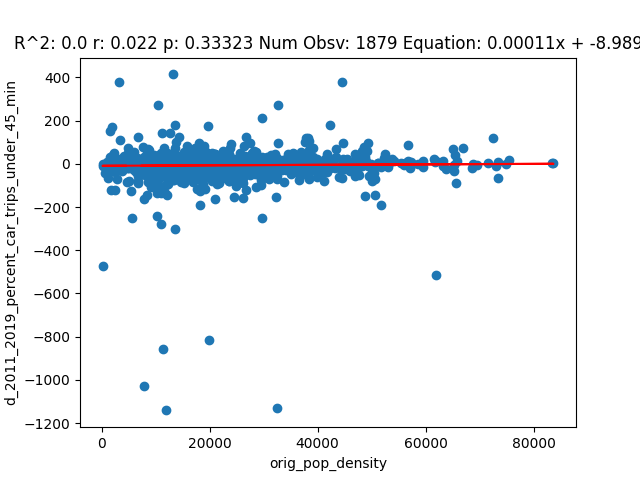 R^2: 0.0 r: 0.022 p: 0.33323 Num Obsv: 1879 Equation: 0.00011x + -8.989
400
200
0
−200
−400
−600
−800
−1000
−1200
d_2011_2019_percent_car_trips_under_45_min
0 20000 40000 60000 80000
orig_pop_density